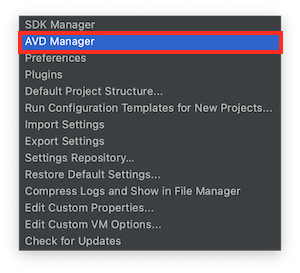 SDK Manager
AVD Manager
Preferences
Plugins
Default Project Structure...
Run Configuration Templates for New Projects...
Import Settings
Export Settings
Settings Repository...
Restore Default Settings...
Compress Logs and Show in File Manager
Edit Custom Properties...
Edit Custom VM Options...
Check for Updates